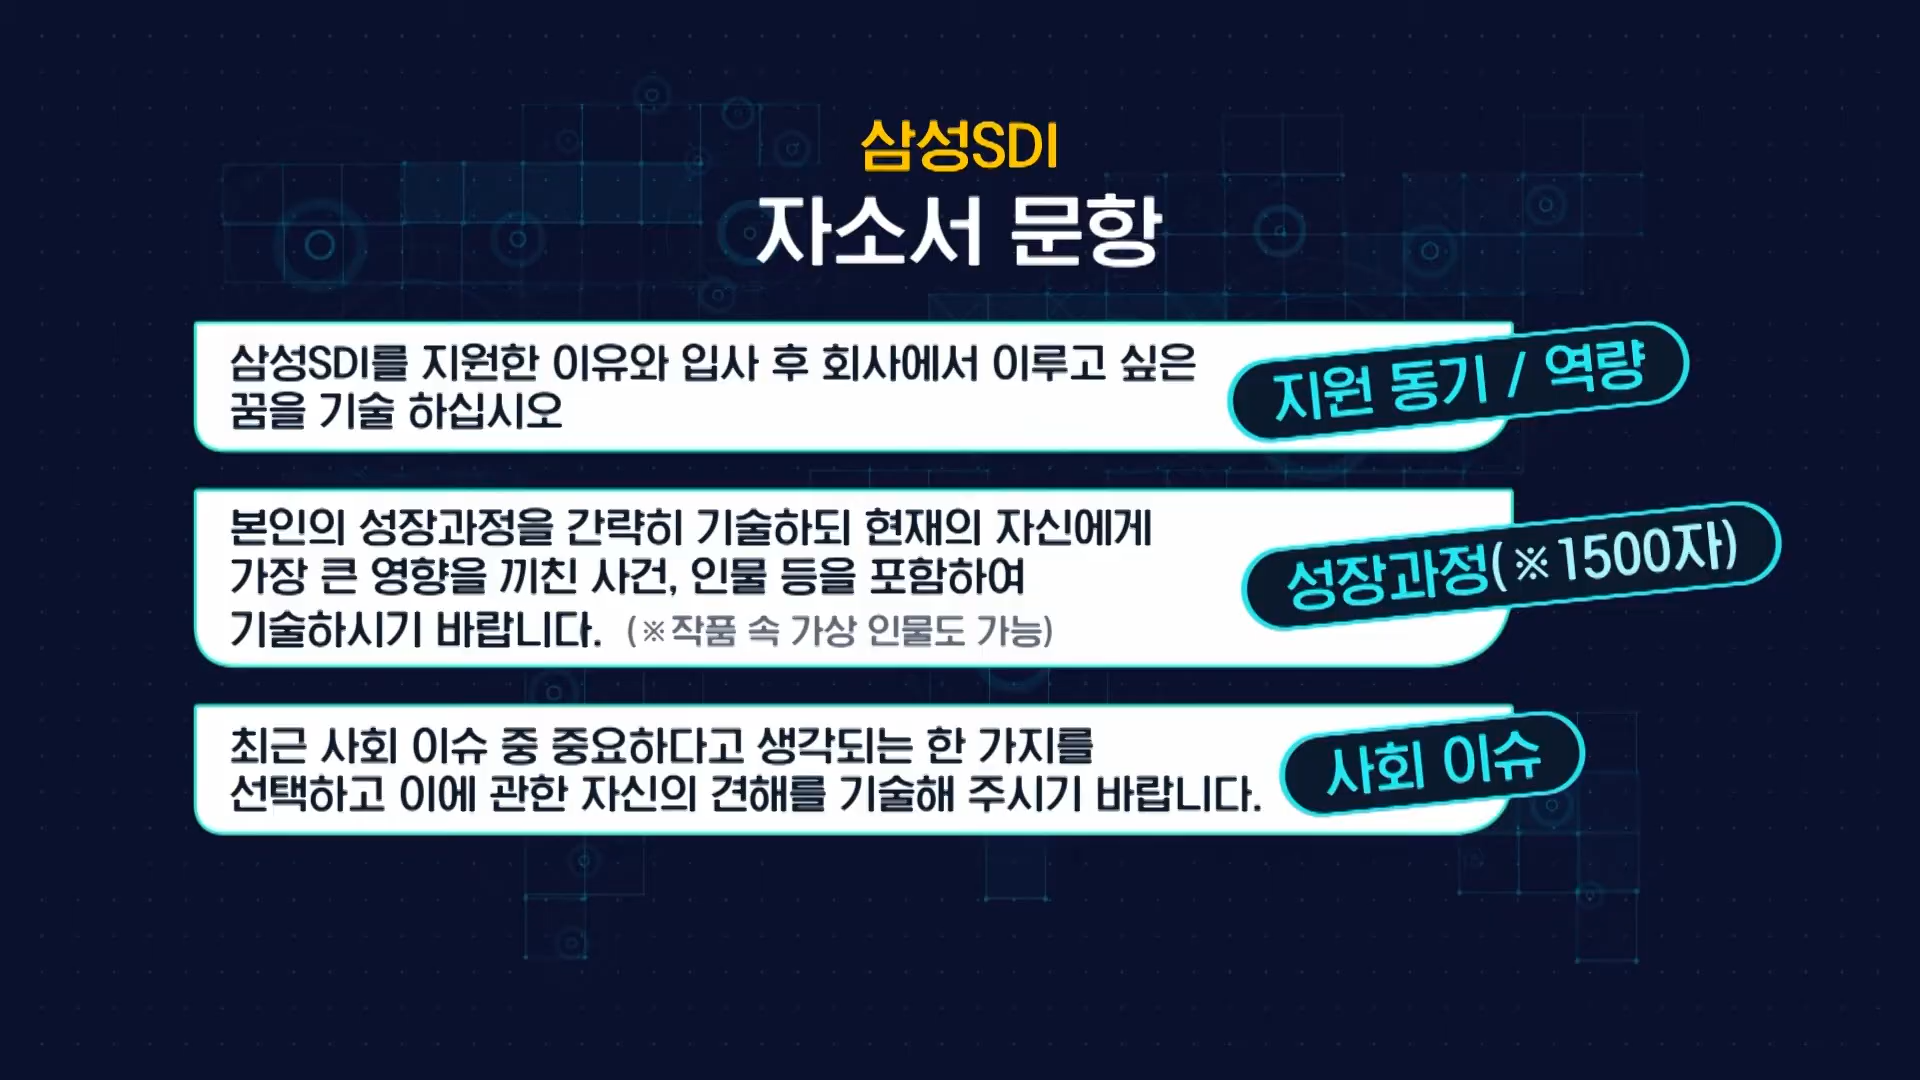 삼성SDI
자소서 문항
삼성SDI를 지원한 이유와 입사 후 회사에서 이루고 싶은
꿈을 기술 하십시오
지원 동기 / 역량
본인의 성장과정을 간략히 기술하되 현재의 자신에게
가장 큰 영향을 끼친 사건, 인물 등을 포함하여
기술하시기 바랍니다. (※작품 속 가상 인물도 가능)
성장과정(※1500자)
최근 사회 이슈 중 중요하다고 생각되는 한 가지를
선택하고 이에 관한 자신의 견해를 기술해 주시기 바랍니다.
사회 이슈